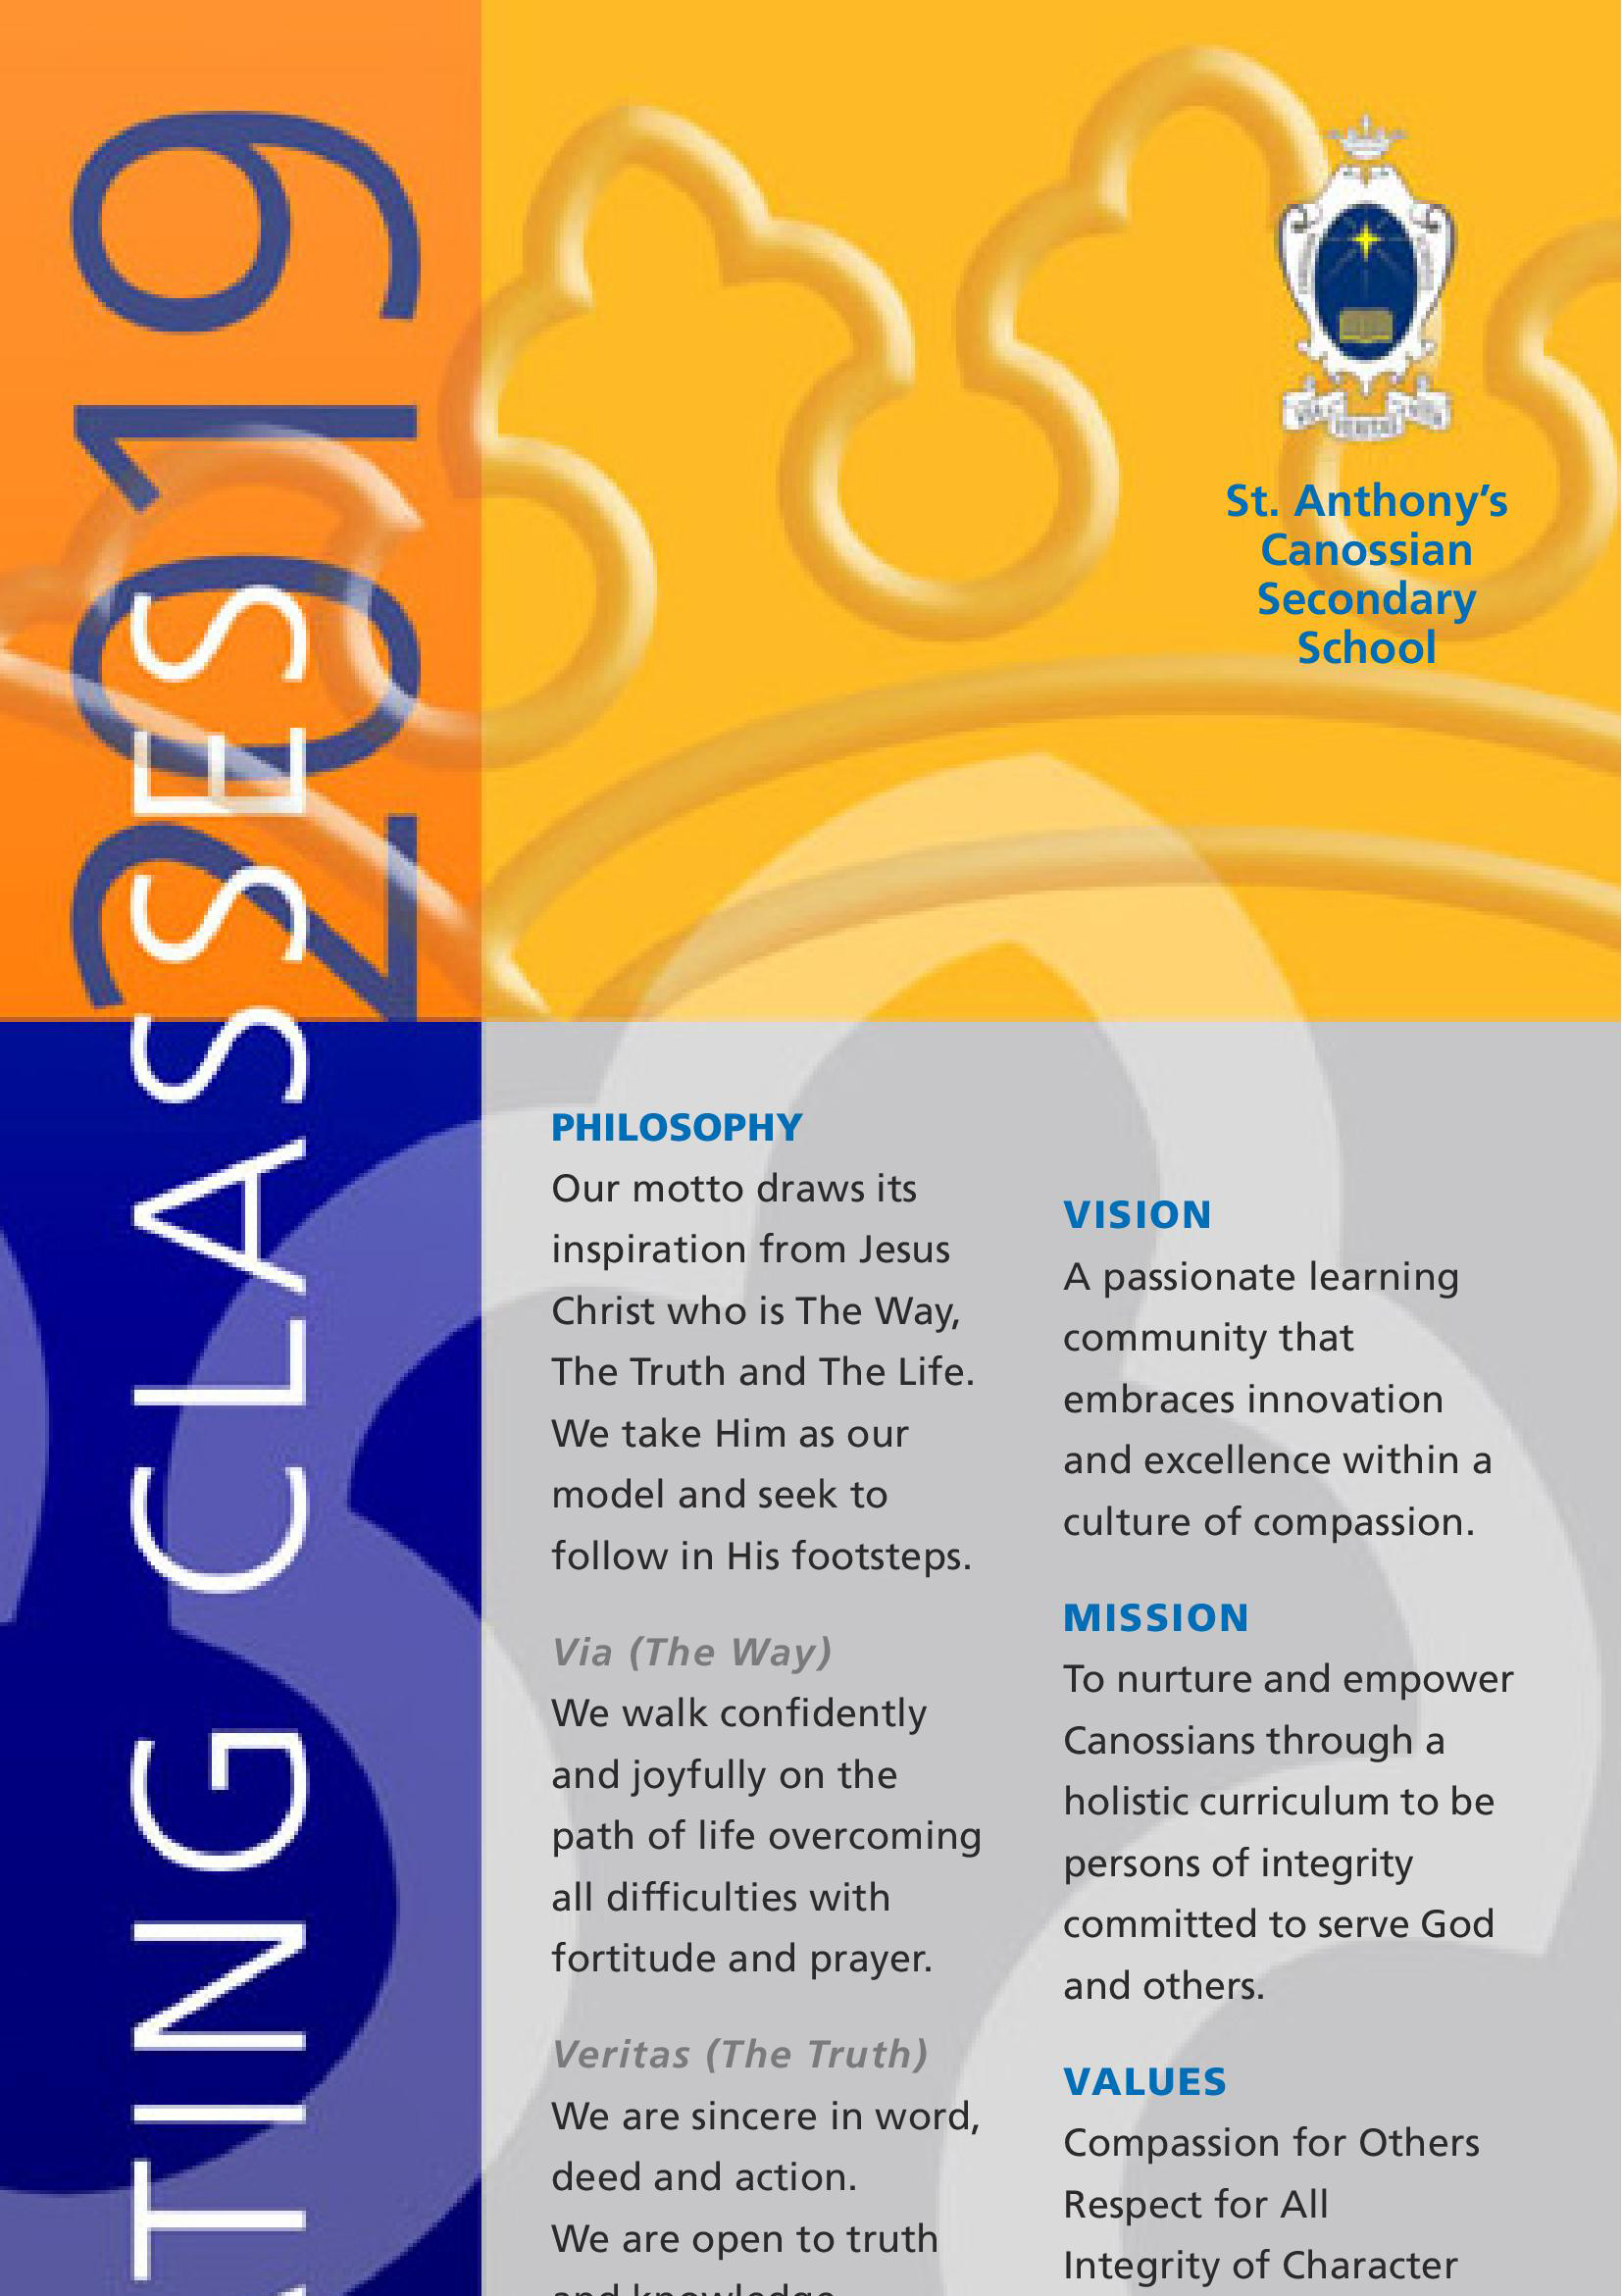 2019
TING CLASSES
St. Anthony’s
Canossian
Secondary
School
PHILOSOPHY
Our motto draws its
inspiration from Jesus
Christ who is The Way,
The Truth and The Life.
We take Him as our
model and seek to
follow in His footsteps.
Via (The Way)
We walk confidently
and joyfully on the
path of life overcoming
all difficulties with
fortitude and prayer.
Veritas (The Truth)
We are sincere in word,
deed and action.
We are open to truth
and knowledge
VISION
A passionate learning
community that
embraces innovation
and excellence within a
culture of compassion.
MISSION
To nurture and empower
Canossians through a
holistic curriculum to be
persons of integrity
committed to serve God
and others.
VALUES
Compassion for Others
Respect for All
Integrity of Character